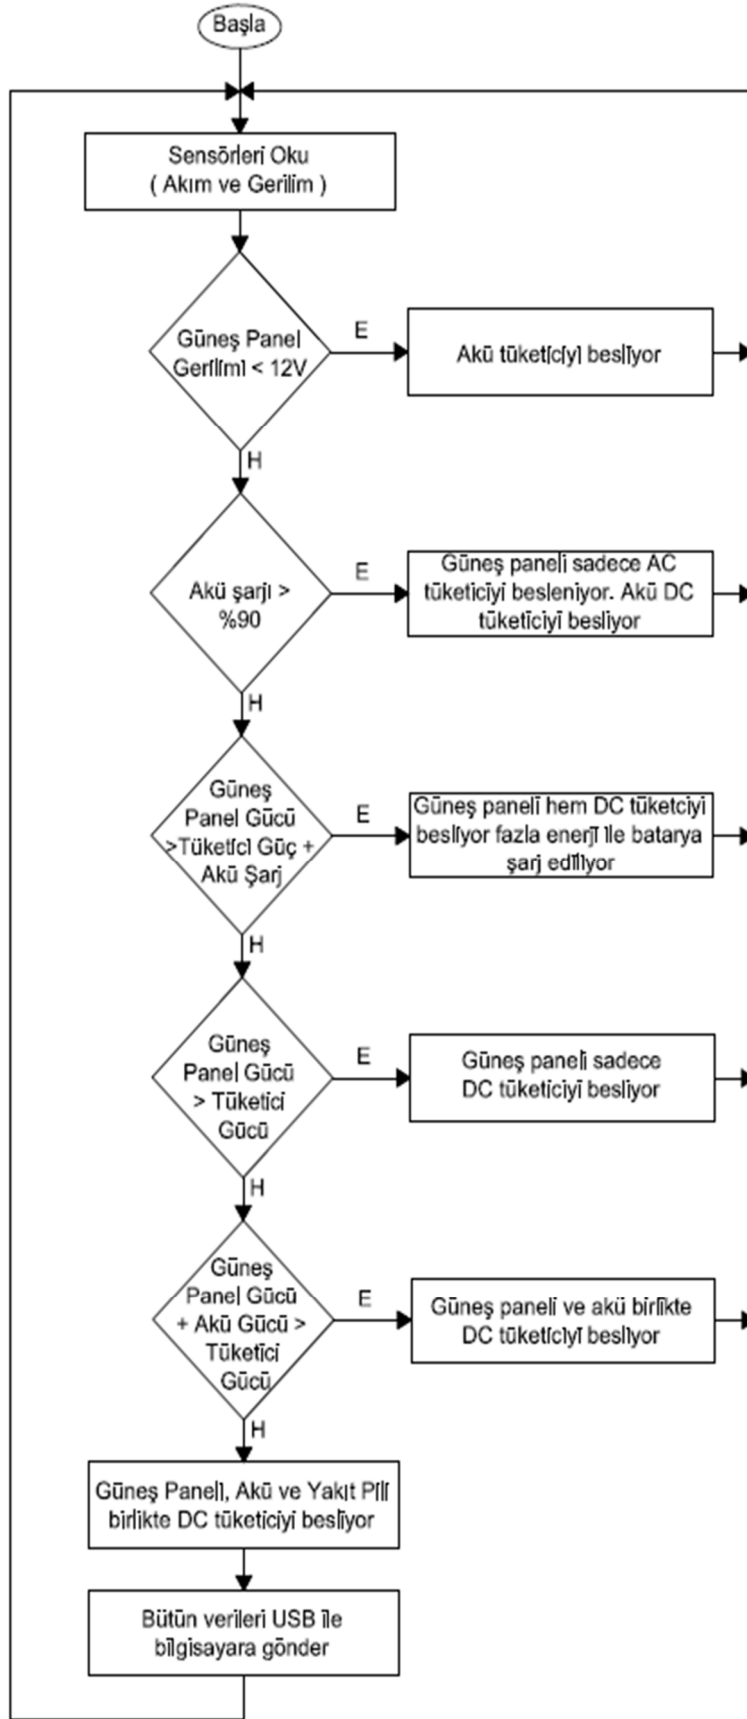 Başla
Sensörleri Oku
( Akım ve Gerilim )
Güneş Panel
Gerilimi < 12V
E
Akü tüketiciyi besliyor
H
Akü şarjı >
%90
E
Güneş paneli sadece AC
tüketiciyi besleniyor. Akü DC
tüketiciyi besliyor
H
Güneş
Panel Gücü
>Tüketici Güç +
Akü Şarj
E
Güneş paneli hem DC tüketciyi
besliyor fazla enerji ile batarya
şarj ediliyor
H
Güneş
Panel Gücü
> Tüketici
Gücü
E
Güneş paneli sadece
DC tüketiciyi besliyor
H
Güneş
Panel Gücü
+ Akü Gücü >
Tüketici
Gücü
E
Güneş paneli ve akü birlikte
DC tüketiciyi besliyor
H
Güneş Paneli, Akü ve Yakıt Pili
birlikte DC tüketiciyi besliyor
Bütün verileri USB ile
bilgisayara gönder